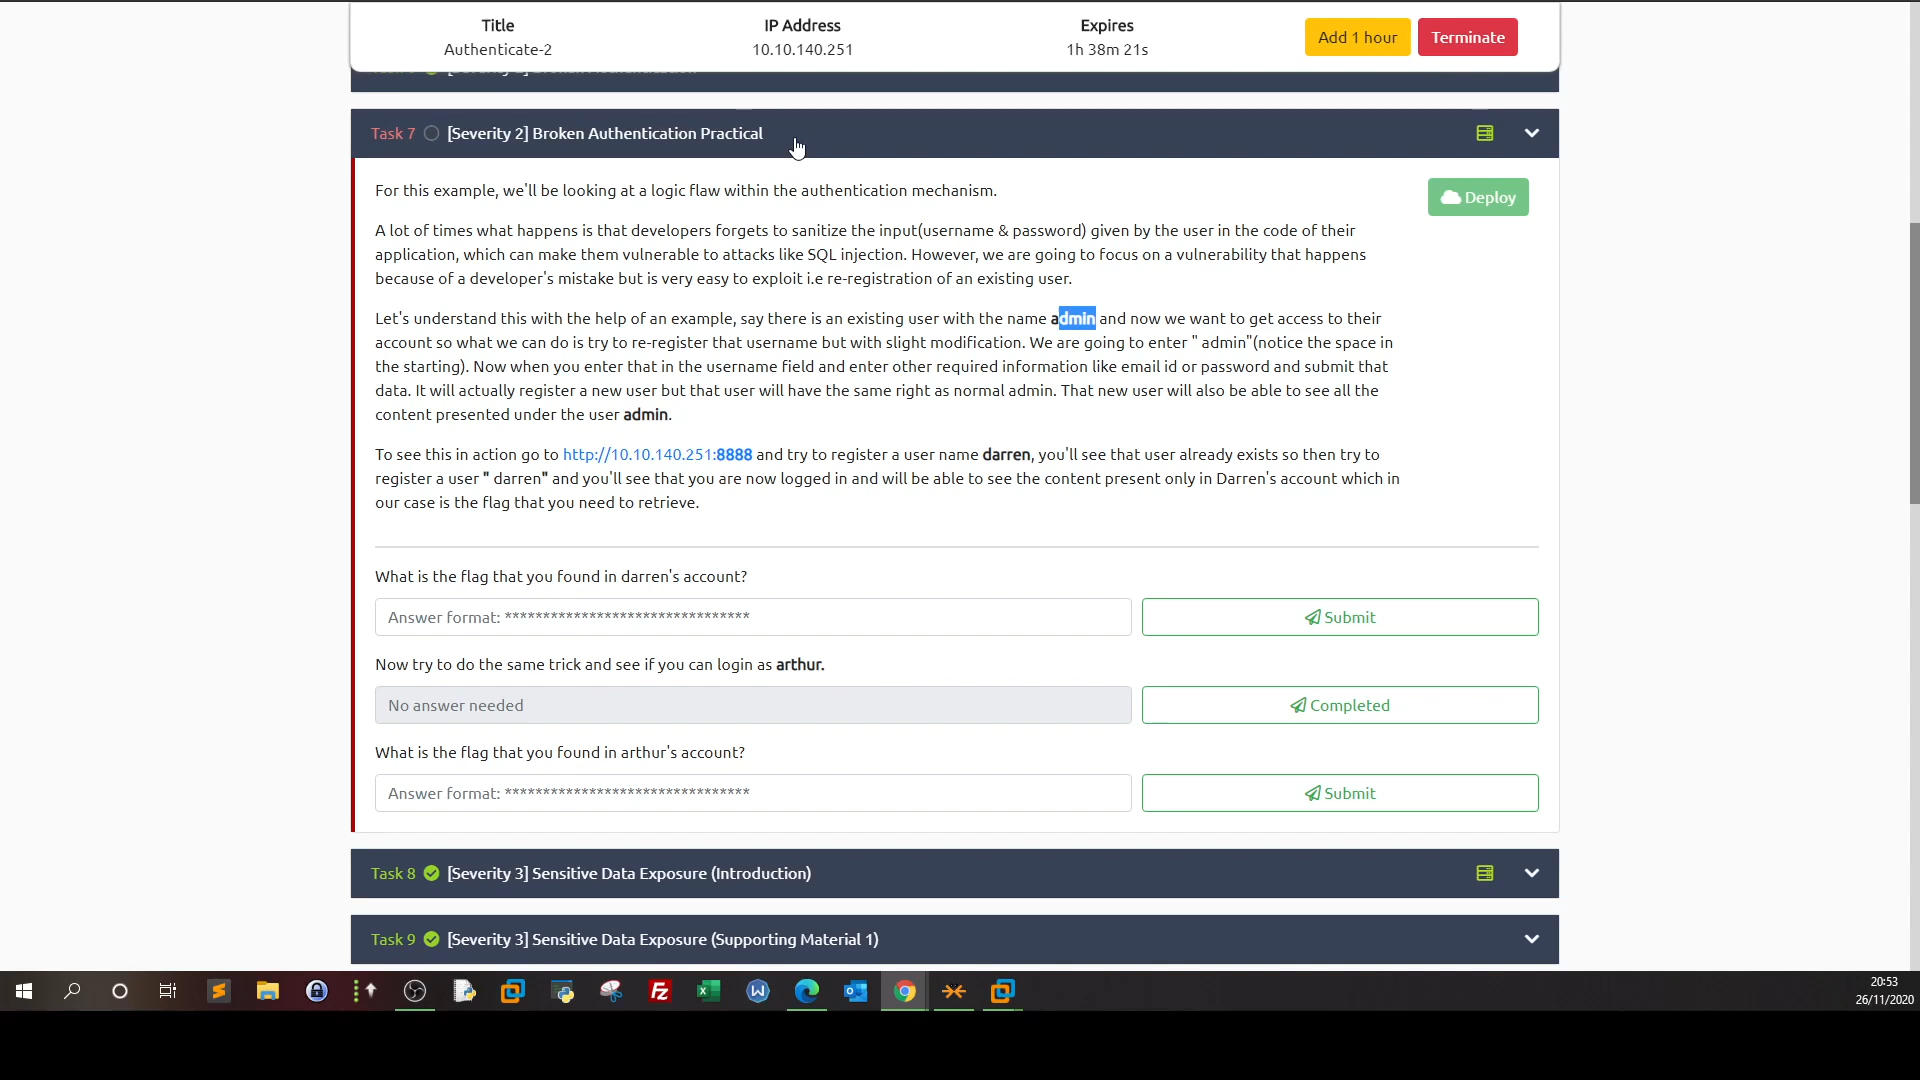 Title
IP Address
Expires
Authenticate-2
10.10.140.251
1h 38m 21s
Add 1 hour
Terminate
Task 7 [Severity 2] Broken Authentication Practical
For this example, we'll be looking at a logic flaw within the authentication mechanism.
Deploy
A lot of times what happens is that developers forgets to sanitize the input(username & password) given by the user in the code of their
application, which can make them vulnerable to attacks like SQL injection. However, we are going to focus on a vulnerability that happens
because of a developer's mistake but is very easy to exploit i.e re-registration of an existing user.
Let's understand this with the help of an example, say there is an existing user with the name admin and now we want to get access to their
account so what we can do is try to re-register that username but with slight modification. We are going to enter " admin"(notice the space in
the starting). Now when you enter that in the username field and enter other required information like email id or password and submit that
data. It will actually register a new user but that user will have the same right as normal admin. That new user will also be able to see all the
content presented under the user admin.
To see this in action go to http://10.10.140.251:8888 and try to register a user name darren, you'll see that user already exists so then try to
register a user " darren" and you'll see that you are now logged in and will be able to see the content present only in Darren's account which in
our case is the flag that you need to retrieve.
What is the flag that you found in darren's account?
Answer format: ********************************
Submit
Now try to do the same trick and see if you can login as arthur.
No answer needed
Completed
What is the flag that you found in arthur's account?
Answer format: ********************************
Submit
Task 8 [Severity 3] Sensitive Data Exposure (Introduction)
Task 9 [Severity 3] Sensitive Data Exposure (Supporting Material 1)
20:53
26/11/2020